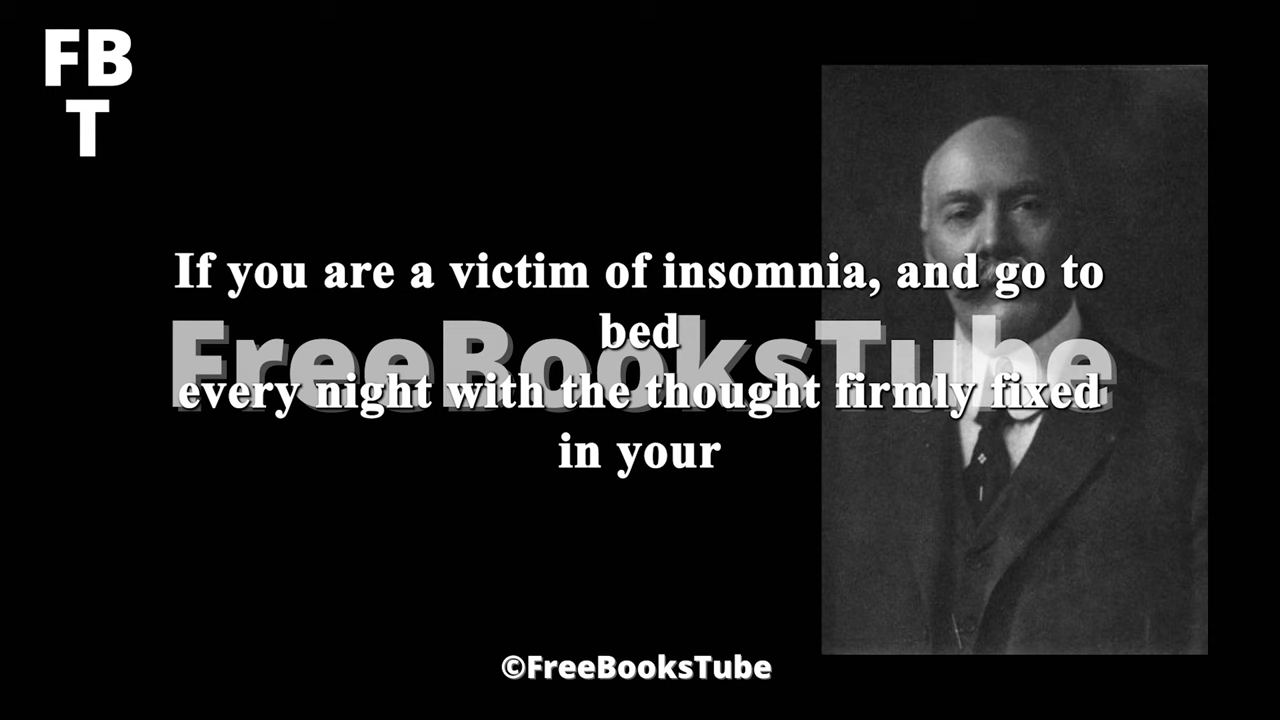 FB
T
If you are a victim of insomnia, and go to
bed
FreeBooksTube
every night with the thought firmly fixed
in your
©FreeBooksTube